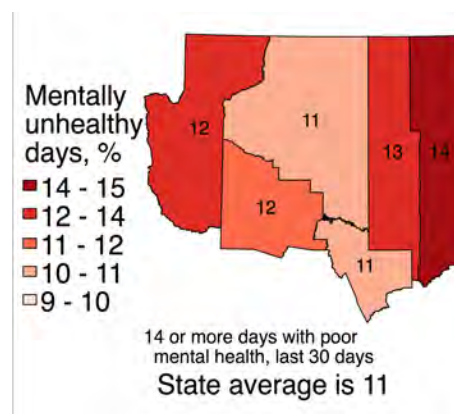 Mentally
unhealthy
days, %
14 - 15
12 - 14
11 - 12
10 - 11
9 - 10
12
11
13
14
12
11
14 or more days with poor
mental health, last 30 days
State average is 11